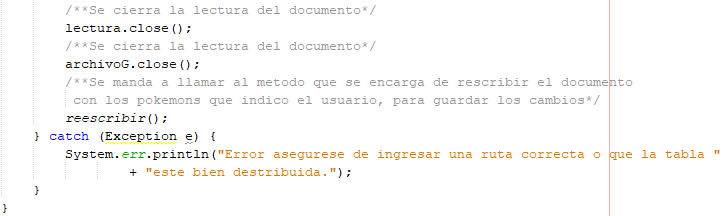 /**Se cierra la lectura del documento*/
lectura.close();
/**Se cierra la lectura del documento*/
archivoG.close();
/**Se manda a llamar al metodo que se encarga de rescribir el documento
con los pokemons que indico el usuario, para guardar los cambios*/
reescribir();
} catch (Exception e) {
System.err.println("Error asegurese de ingresar una ruta correcta o que la tabla "
+ "este bien destribuida.");
}
}